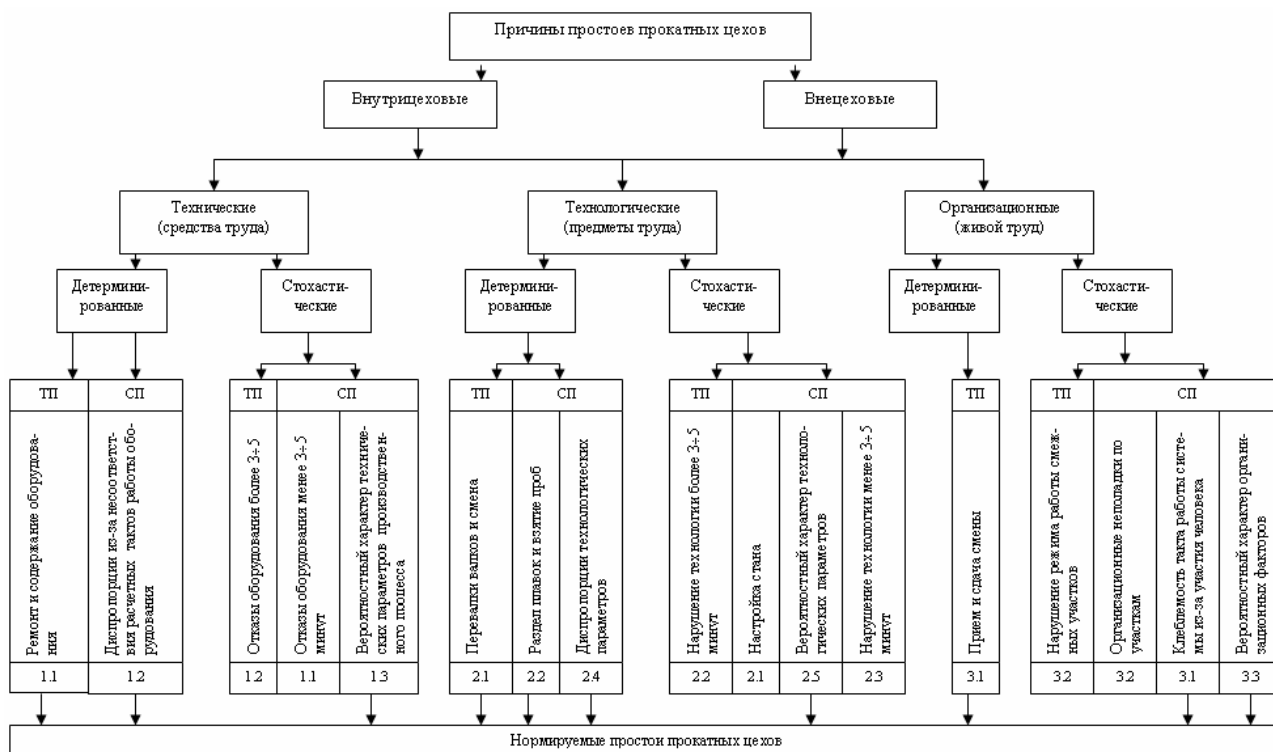 Причины простоев прокатных цехов
Внутрицеховые
Внецеховые
Технические
(средства труда)
Технологические
(предметы труда)
Организационные
(живой труд)
Детермини-
рованные
Стохасти-
ческие
Детермини-
рованные
Стохасти-
ческие
Детермини-
рованные
Стохасти-
ческие
ТП
СП
ТП
СП
ТП
СП
ТП
СП
ТП
ТП
СП
Ремонт и содержание оборудова-
ния
Диспропорции из-за несоответст-
вия расчетных тактов работы обо-
рудования
Отказы оборудования более 3÷5
Отказы оборудования менее 3÷5
минут
Вероятностный характер техниче-
ских параметров производствен-
ного процесса
Перевалки валков и смена
Раздел плавок и взятие проб
Диспропорции технологических
параметров
Нарушение технологии более 3÷5
минут
Настройка стана
Вероятностный характер техноло-
гических параметров
Нарушение технологии менее 3÷5
минут
Прием и сдача смены
Нарушение режима работы смеж-
ных участков
Организационные неполадки по
участкам
Клеблемость такта работы систе-
мы из-за участия человека
Вероятностный характер органи-
зационных факторов
1.1
1.2
1.2
1.1
1.3
2.1
2.2
2.4
2.2
2.1
2.5
2.3
3.1
3.2
3.2
3.1
3.3
Нормируемые простои прокатных цехов